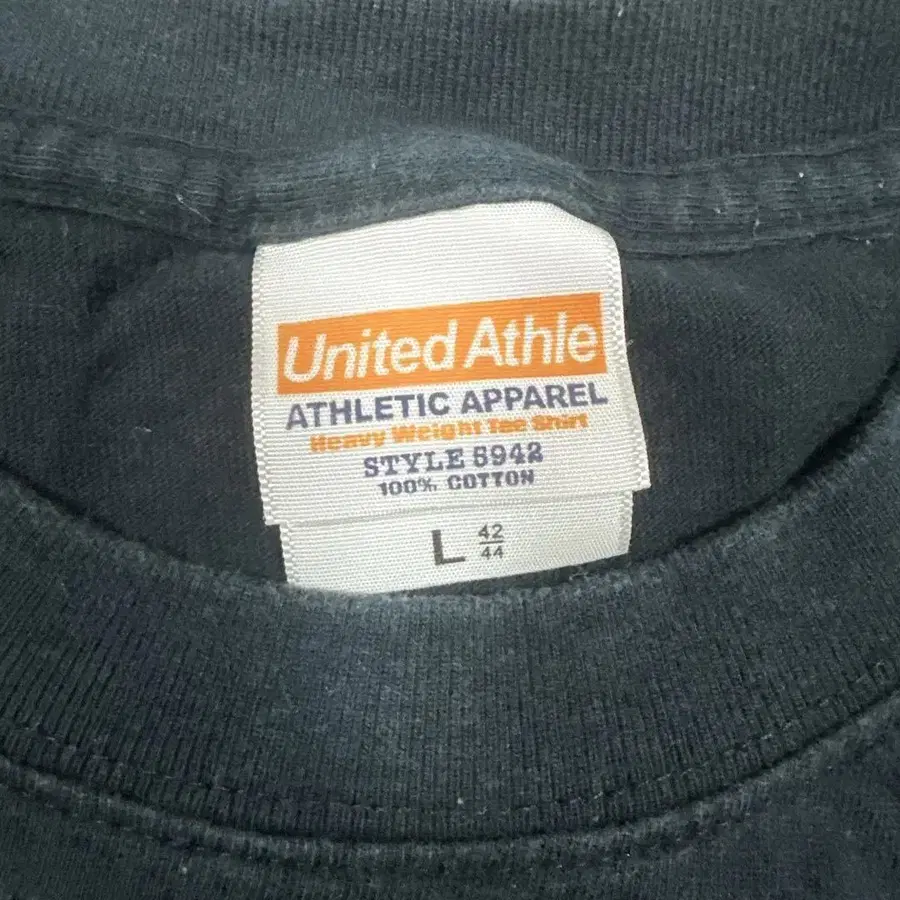 United Athle
ATHLETIC APPAREL
Heavy Weight Tee Shirt
STYLE 5942
100% COTTON
L 42
44